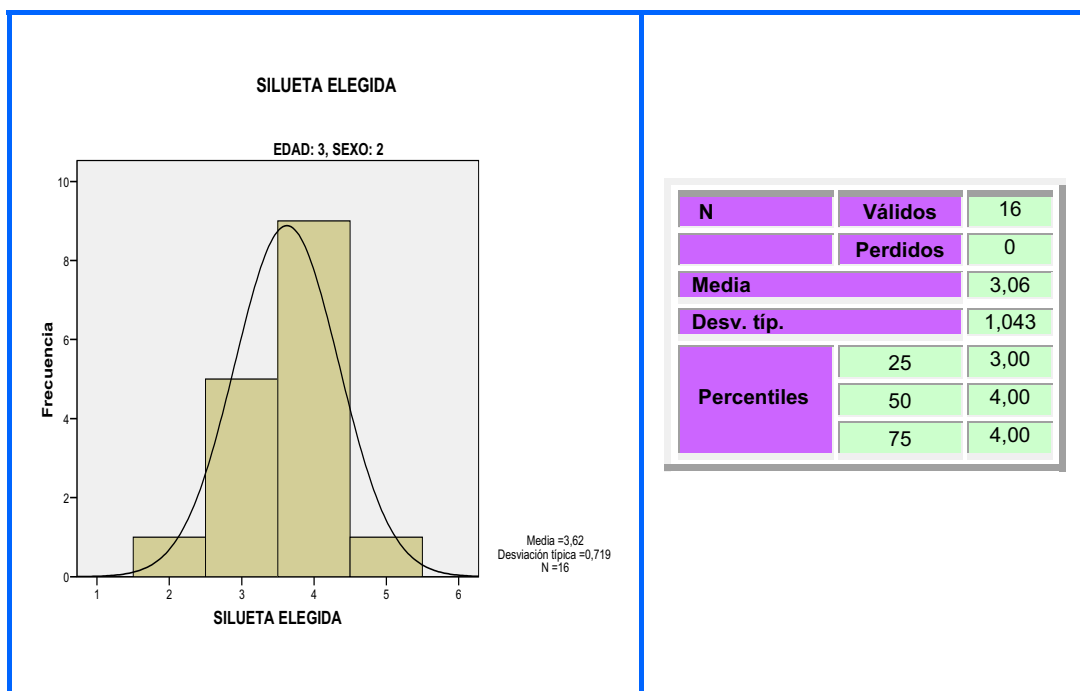 SILUETA ELEGIDA
EDAD: 3, SEXO: 2
10
8
6
4
2
0
Frecuencia
1 2 3 4 5 6
SILUETA ELEGIDA
Media =3,62
Desviación típica =0,719
N =16
N Válidos 16
Perdidos 0
Media 3,06
Desv. típ. 1,043
Percentiles 25 3,00
50 4,00
75 4,00